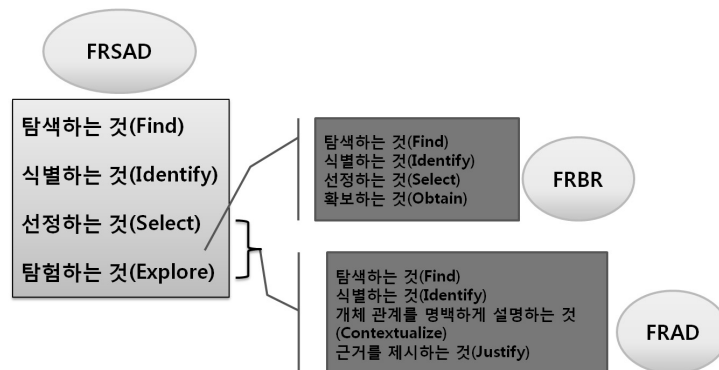 FRSAD
탐색하는 것(Find)
식별하는 것(Identify)
선정하는 것(Select)
탐험하는 것(Explore)
탐색하는 것(Find)
식별하는 것(Identify)
선정하는 것(Select)
확보하는 것(Obtain)
FRBR
탐색하는 것(Find)
식별하는 것(Identify)
개체 관계를 명백하게 설명하는 것
(Contextualize)
근거를 제시하는 것(Justify)
FRAD